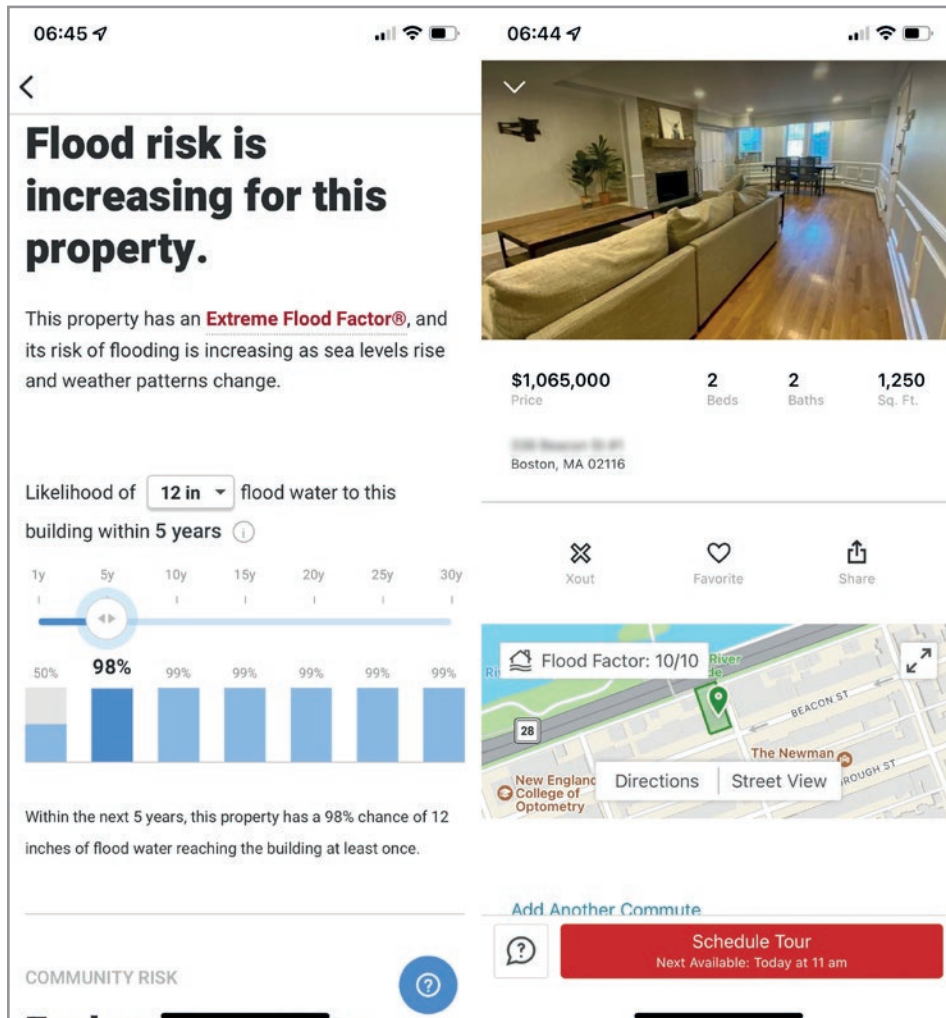 06:45
Flood risk is
increasing for this
property.
This property has an Extreme Flood Factor®, and
its risk of flooding is increasing as sea levels rise
and weather patterns change.
Likelihood of 12 in flood water to this
building within 5 years
1y 5y 10y 15y 20y 25y 30y
50% 98% 99% 99% 99% 99% 99%
Within the next 5 years, this property has a 98% chance of 12
inches of flood water reaching the building at least once.
COMMUNITY RISK
06:44
$1,065,000 2 2 1,250
Price Beds Baths Sq. Ft.
Boston, MA 02116
Xout Favorite Share
Flood Factor: 10/10
River
28
BEACON ST
The Newman
New England
College of
Optometry
Directions Street View
Add Another Commute
Schedule Tour
Next Available: Today at 11 am